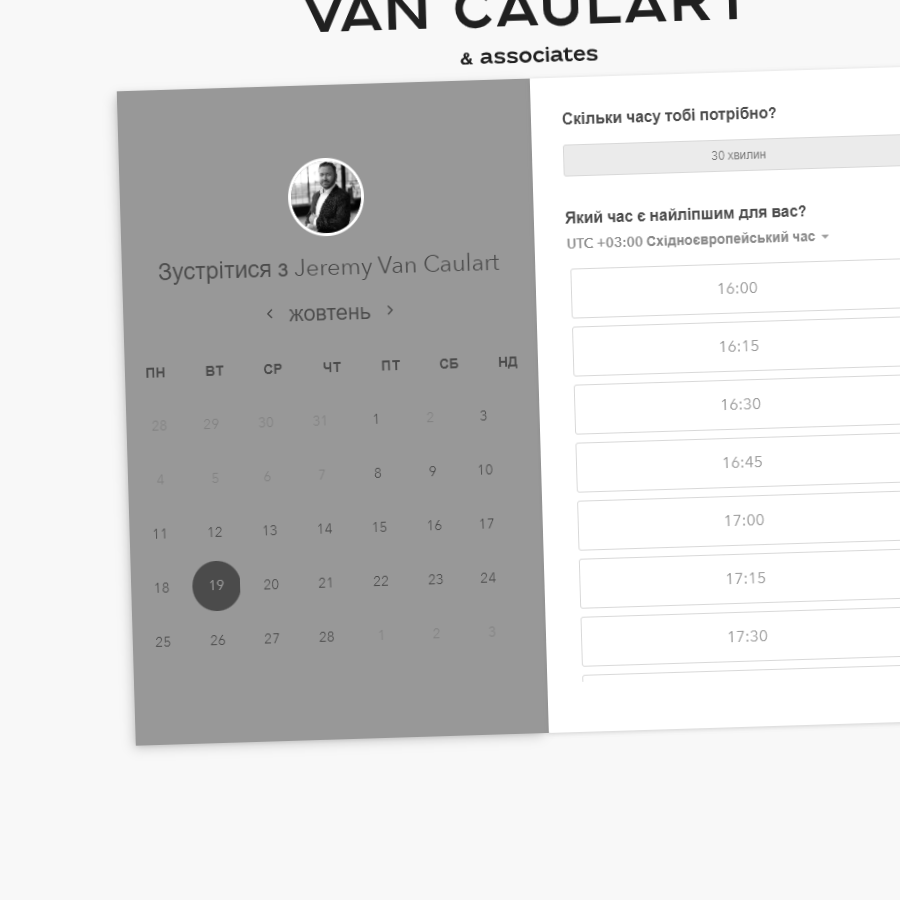 VAN CAULART
& associates
Зустрітися з Jeremy Van Caulart
‹ жовтень ›
ПН ВТ СР ЧТ ПТ СБ НД
28 29 30 31 1 2 3
4 5 6 7 8 9 10
11 12 13 14 15 16 17
18 19 20 21 22 23 24
25 26 27 28 1 2 3
Скільки часу тобі потрібно?
30 хвилин
Який час є найліпшим для вас?
UTC +03:00 Східноєвропейський час
16:00
16:15
16:30
16:45
17:00
17:15
17:30